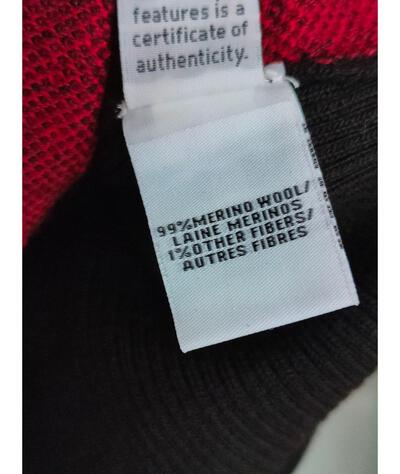 features is a
certificate of
authenticity.
99%MERINO WOOL/
LAINE MERINOS
1%OTHER FIBERS/
AUTRES FIBRES